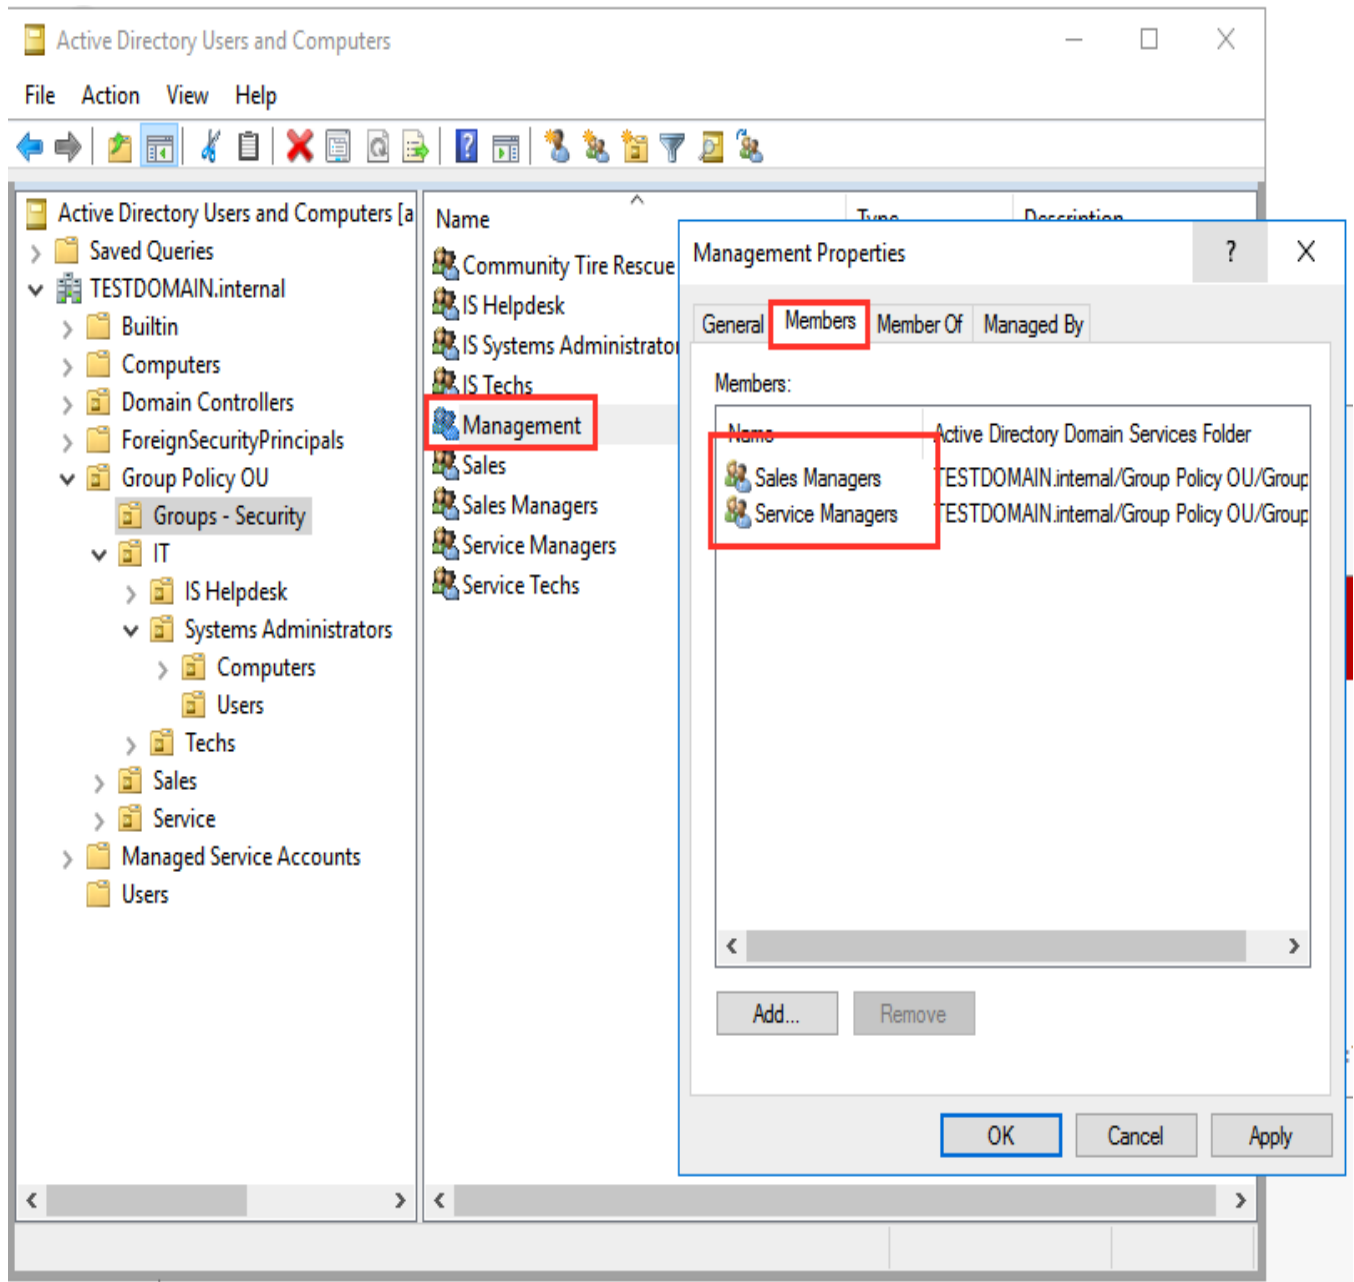 Active Directory Users and Computers
File Action View Help
Active Directory Users and Computers [a
Saved Queries
TESTDOMAIN.internal
Builtin
Computers
Domain Controllers
ForeignSecurityPrincipals
Group Policy OU
Groups - Security
IT
IS Helpdesk
Systems Administrators
Computers
Users
Techs
Sales
Service
Managed Service Accounts
Users
Name Type Description
Community Tire Rescue
IS Helpdesk
IS Systems Administrator
IS Techs
Management
Sales
Sales Managers
Service Managers
Service Techs
Management Properties ?
General Members Member Of Managed By
Members:
Name Active Directory Domain Services Folder
Sales Managers TESTDOMAIN.internal/Group Policy OU/Group
Service Managers TESTDOMAIN.internal/Group Policy OU/Group
Add... Remove
OK Cancel Apply